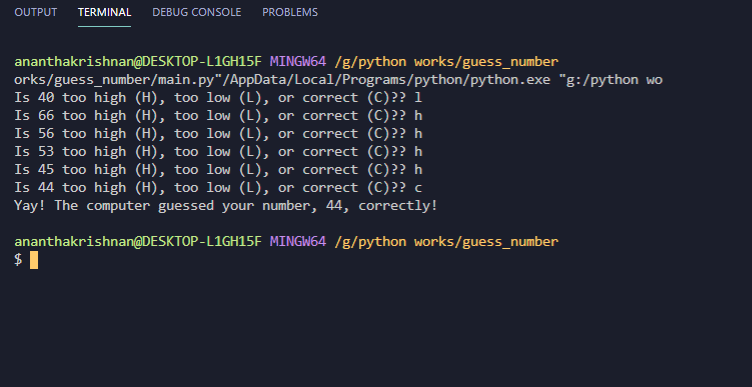 OUTPUT TERMINAL DEBUG CONSOLE PROBLEMS
ananthakrishnan@DESKTOP-L1GH15F MINGW64 /g/python works/guess_number
orks/guess_number/main.py"/AppData/Local/Programs/python/python.exe "g:/python wo
Is 40 too high (H), too low (L), or correct (C)?? l
Is 66 too high (H), too low (L), or correct (C)?? h
Is 56 too high (H), too low (L), or correct (C)?? h
Is 53 too high (H), too low (L), or correct (C)?? h
Is 45 too high (H), too low (L), or correct (C)?? h
Is 44 too high (H), too low (L), or correct (C)?? c
Yay! The computer guessed your number, 44, correctly!
ananthakrishnan@DESKTOP-L1GH15F MINGW64 /g/python works/guess_number
$